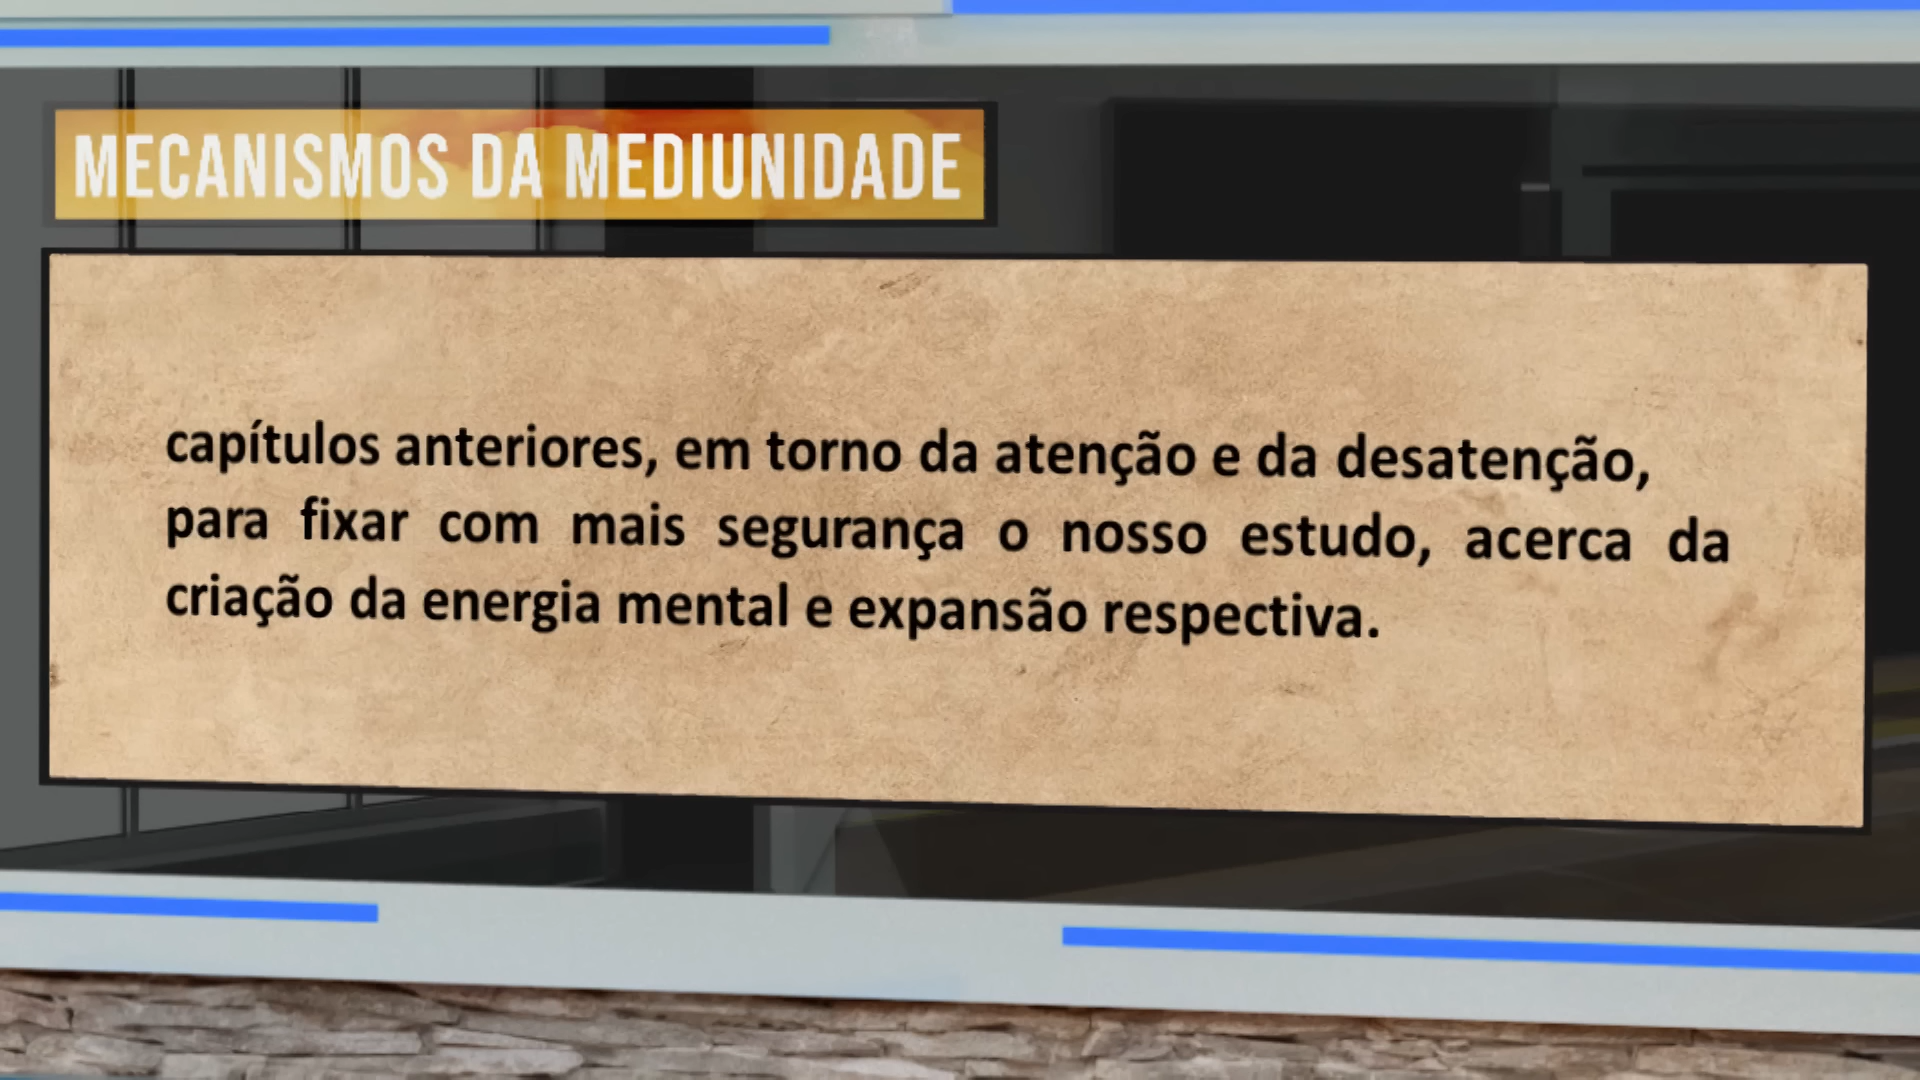 MECANISMOS DA MEDIUNIDADE
capítulos anteriores, em torno da atenção e da desatenção,
para fixar com mais segurança o nosso estudo, acerca da
criação da energia mental e expansão respectiva.